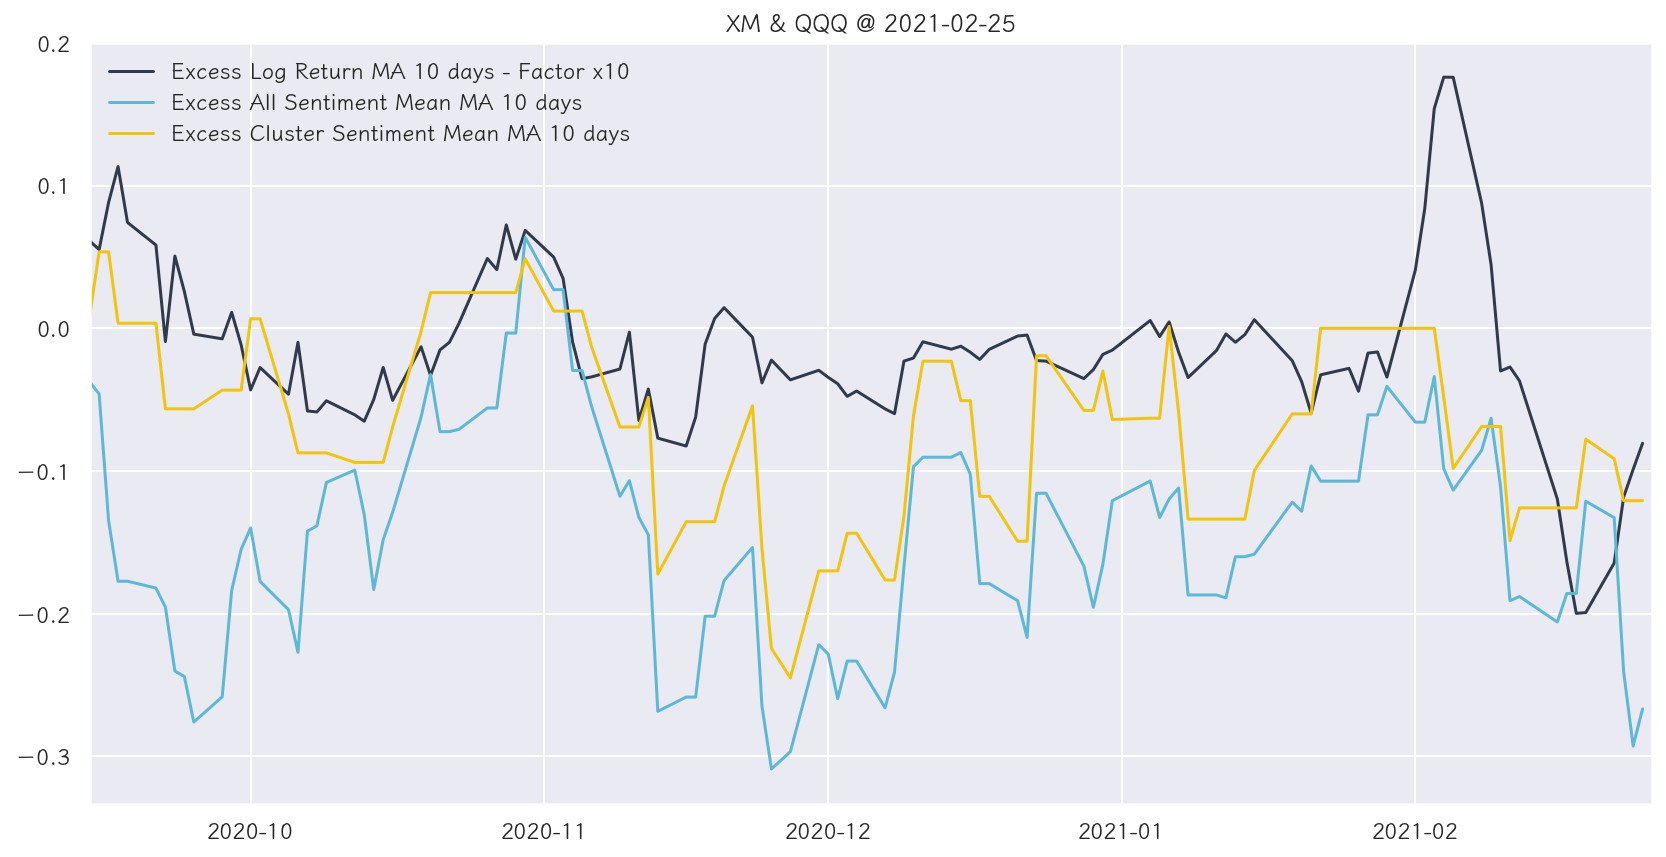 XM & QQQ @ 2021-02-25
Excess Log Return MA 10 days - Factor x10
Excess All Sentiment Mean MA 10 days
Excess Cluster Sentiment Mean MA 10 days
0.2
0.1
0.0
−0.1
−0.2
−0.3
2020-10 2020-11 2020-12 2021-01 2021-02